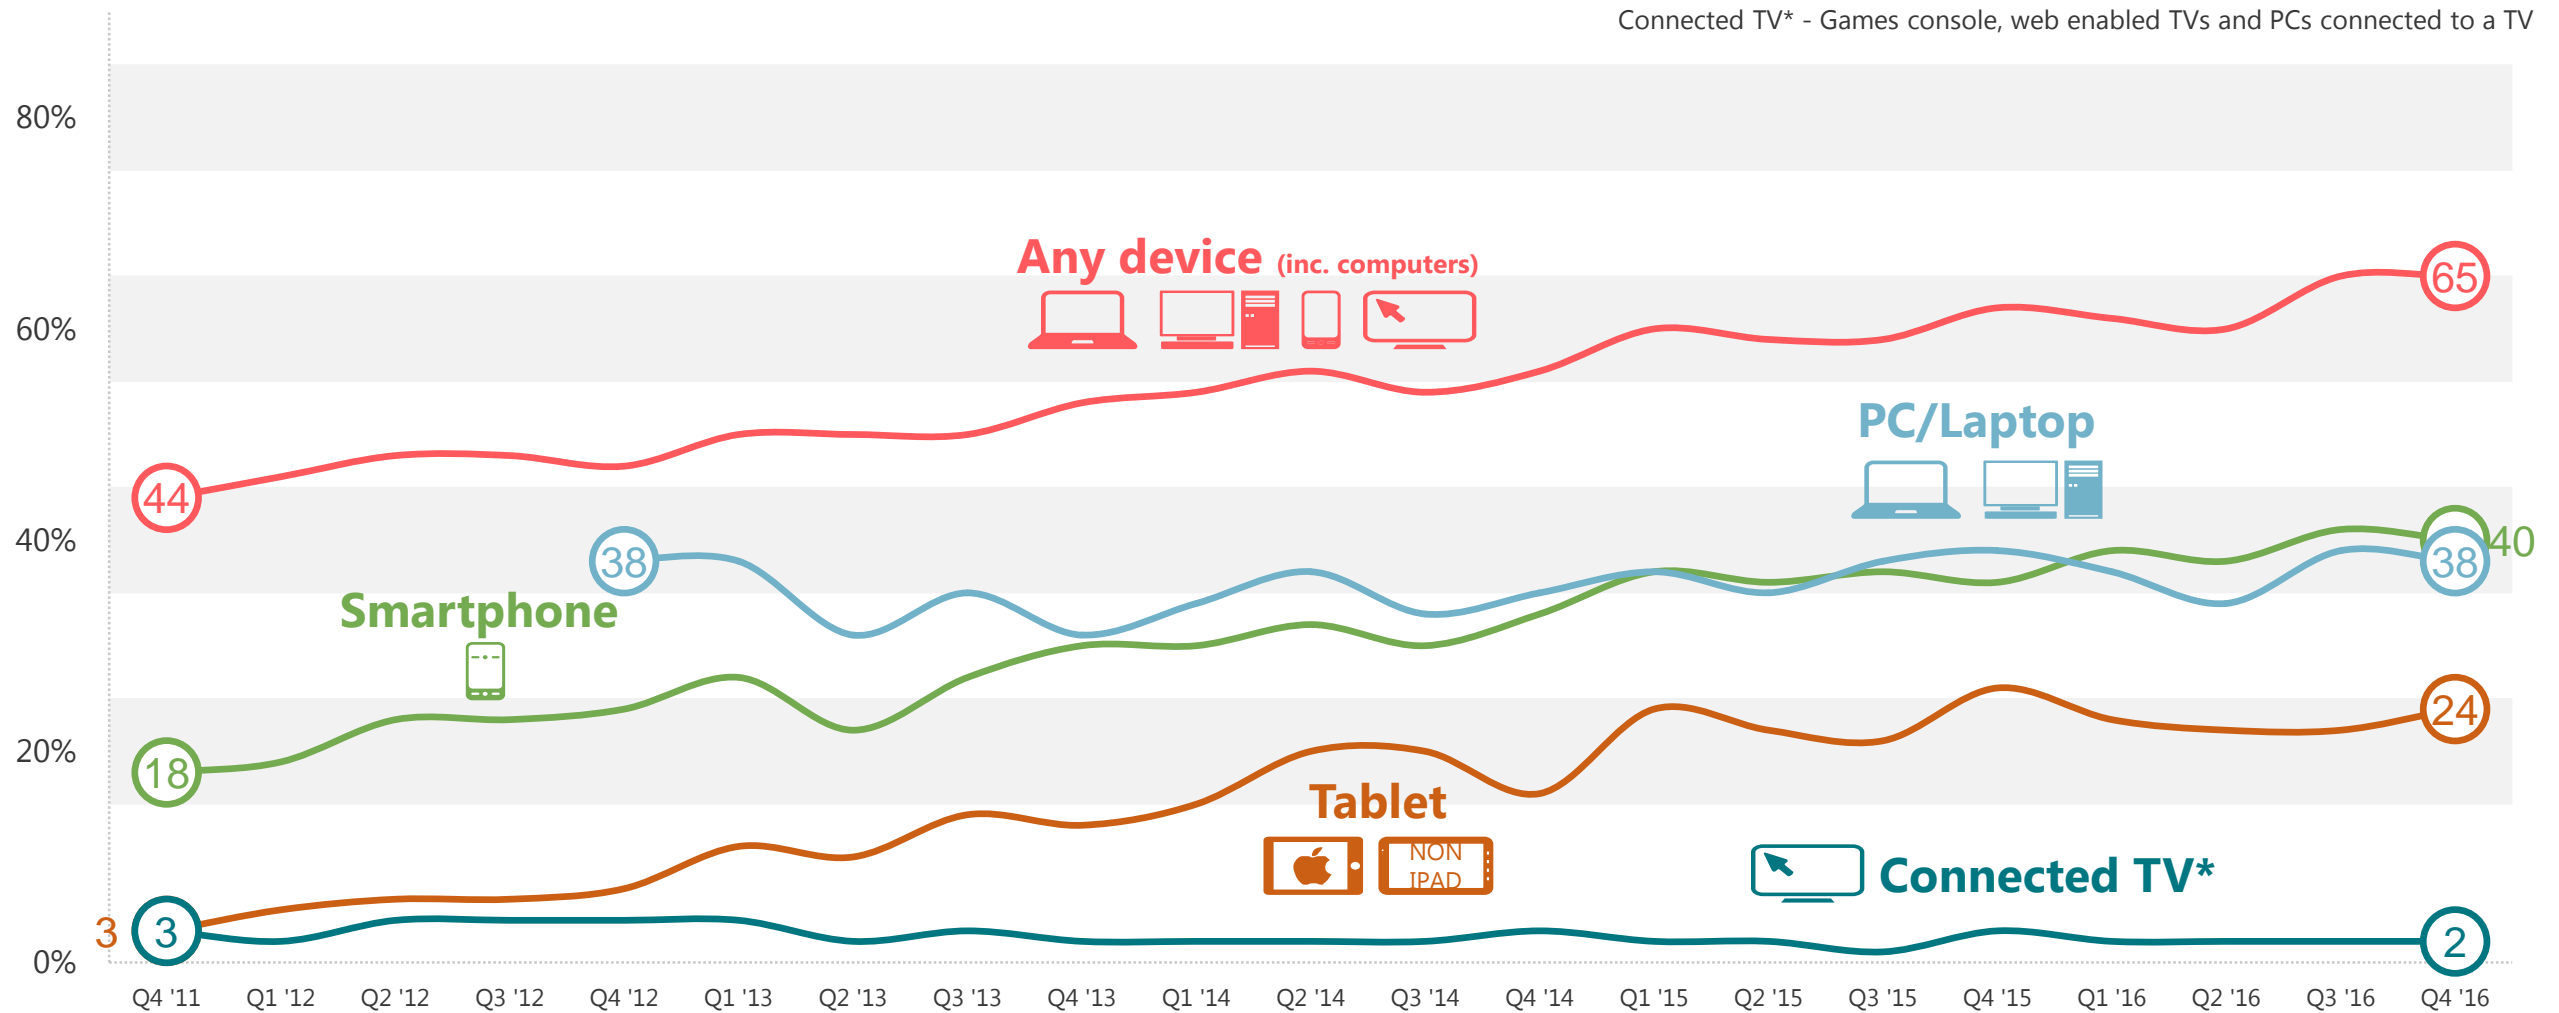 Connected TV* - Games console, web enabled TVs and PCs connected to a TV
80%
60%
40%
20%
0%
Any device (inc. computers)
65
PC/Laptop
44
38
40
38
Smartphone
18
24
Tablet
NON
IPAD
Connected TV*
3
3
2
Q4 '11 Q1 '12 Q2 '12 Q3 '12 Q4 '12 Q1 '13 Q2 '13 Q3 '13 Q4 '13 Q1 '14 Q2 '14 Q3 '14 Q4 '14 Q1 '15 Q2 '15 Q3 '15 Q4 '15 Q1 '16 Q2 '16 Q3 '16 Q4 '16